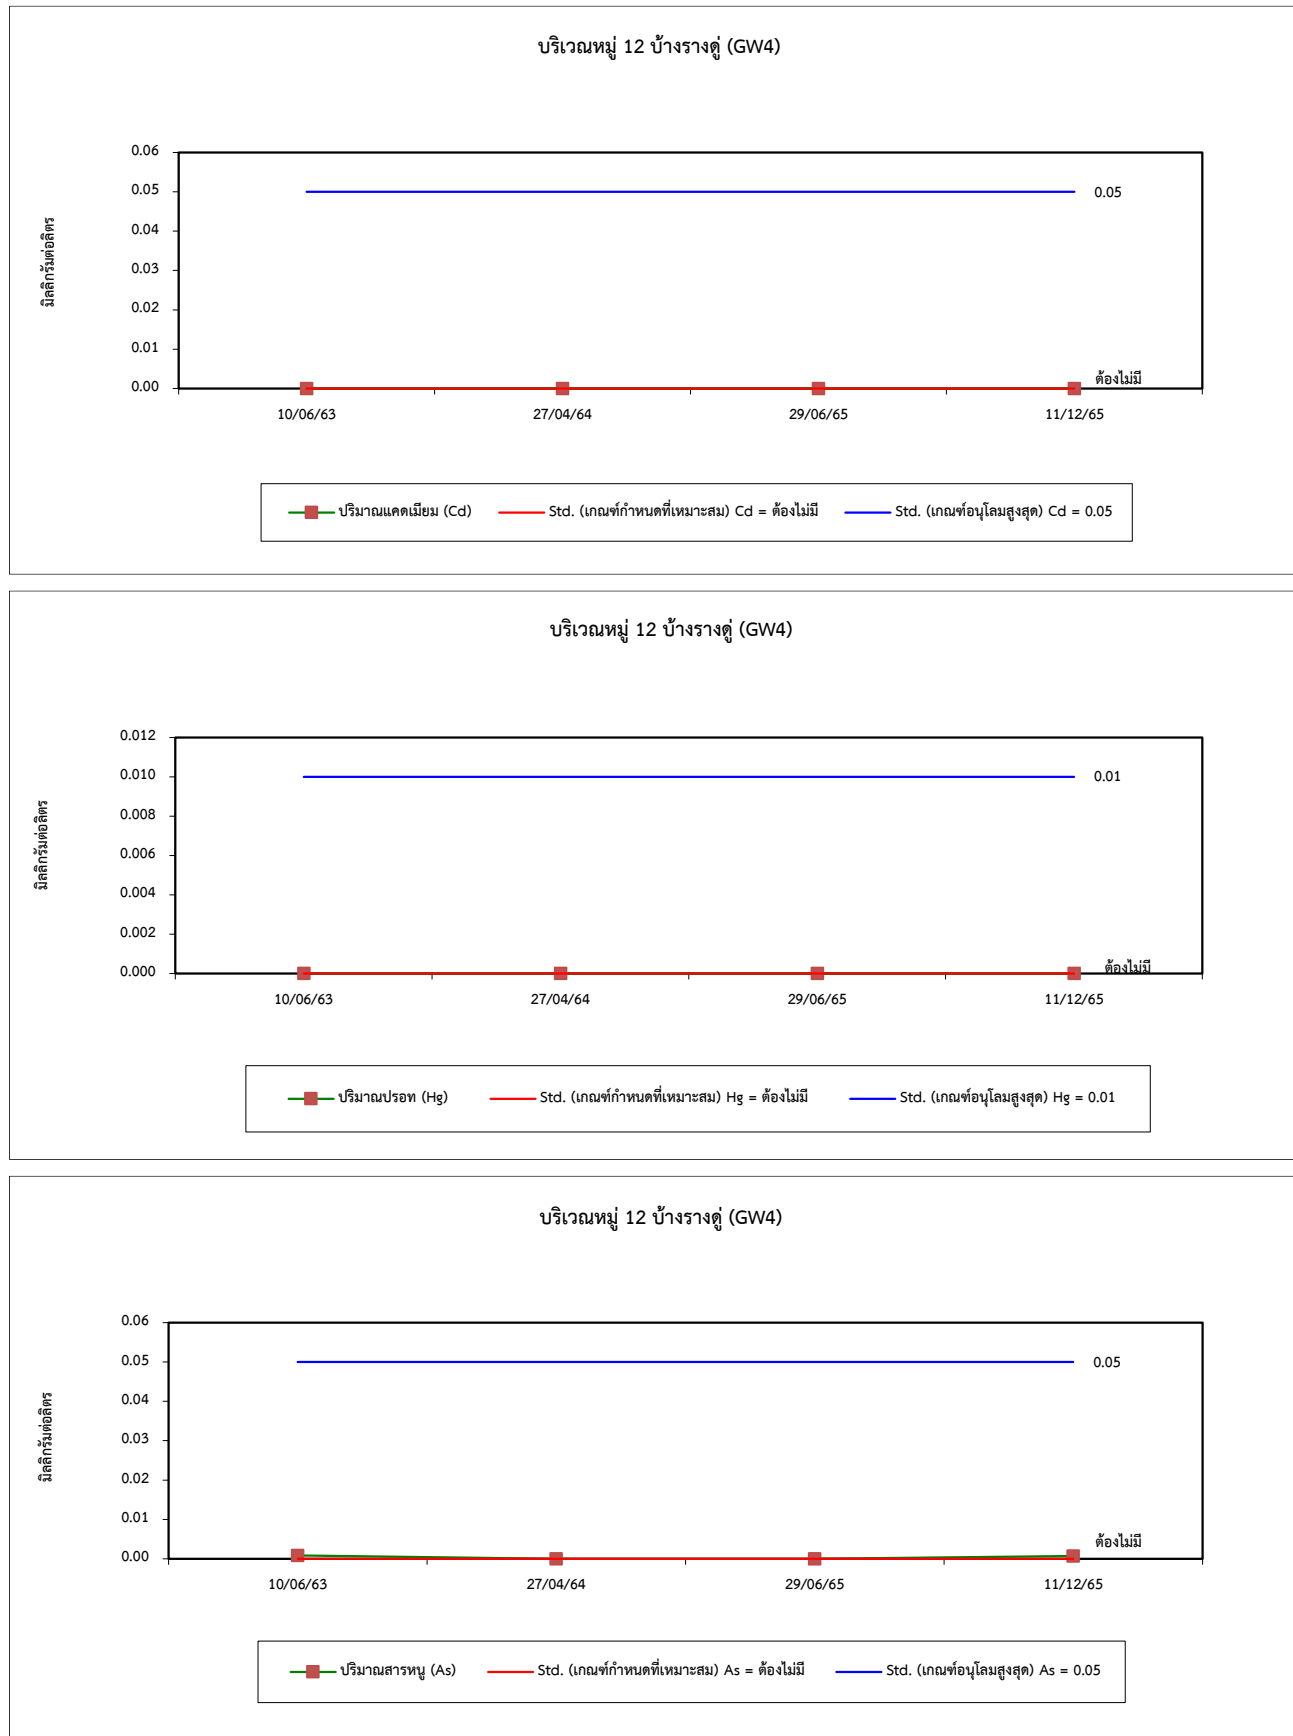 บริเวณหมู่ 12 บ้างรางดู่ (GW4)
มิลลิกรัมต่อลิตร
0.06
0.05
0.04
0.03
0.02
0.01
0.00
0.05
ต้องไม่มี
10/06/63 27/04/64 29/06/65 11/12/65
ปริมาณแคดเมียม (Cd) Std. (เกณฑ์กำหนดที่เหมาะสม) Cd = ต้องไม่มี Std. (เกณฑ์อนุโลมสูงสุด) Cd = 0.05
บริเวณหมู่ 12 บ้างรางดู่ (GW4)
มิลลิกรัมต่อลิตร
0.012
0.010
0.008
0.006
0.004
0.002
0.000
0.01
ต้องไม่มี
10/06/63 27/04/64 29/06/65 11/12/65
ปริมาณปรอท (Hg) Std. (เกณฑ์กำหนดที่เหมาะสม) Hg = ต้องไม่มี Std. (เกณฑ์อนุโลมสูงสุด) Hg = 0.01
บริเวณหมู่ 12 บ้างรางดู่ (GW4)
มิลลิกรัมต่อลิตร
0.06
0.05
0.04
0.03
0.02
0.01
0.00
0.05
ต้องไม่มี
10/06/63 27/04/64 29/06/65 11/12/65
ปริมาณสารหนู (As) Std. (เกณฑ์กำหนดที่เหมาะสม) As = ต้องไม่มี Std. (เกณฑ์อนุโลมสูงสุด) As = 0.05